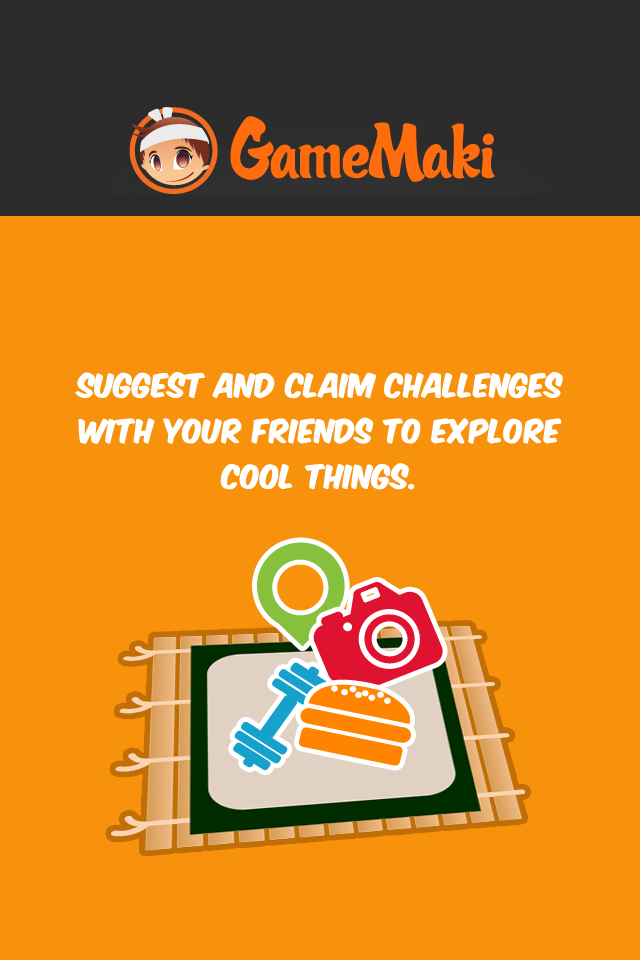 GameMaki
SUGGEST AND CLAIM CHALLENGES
WITH YOUR FRIENDS TO EXPLORE
COOL THINGS.